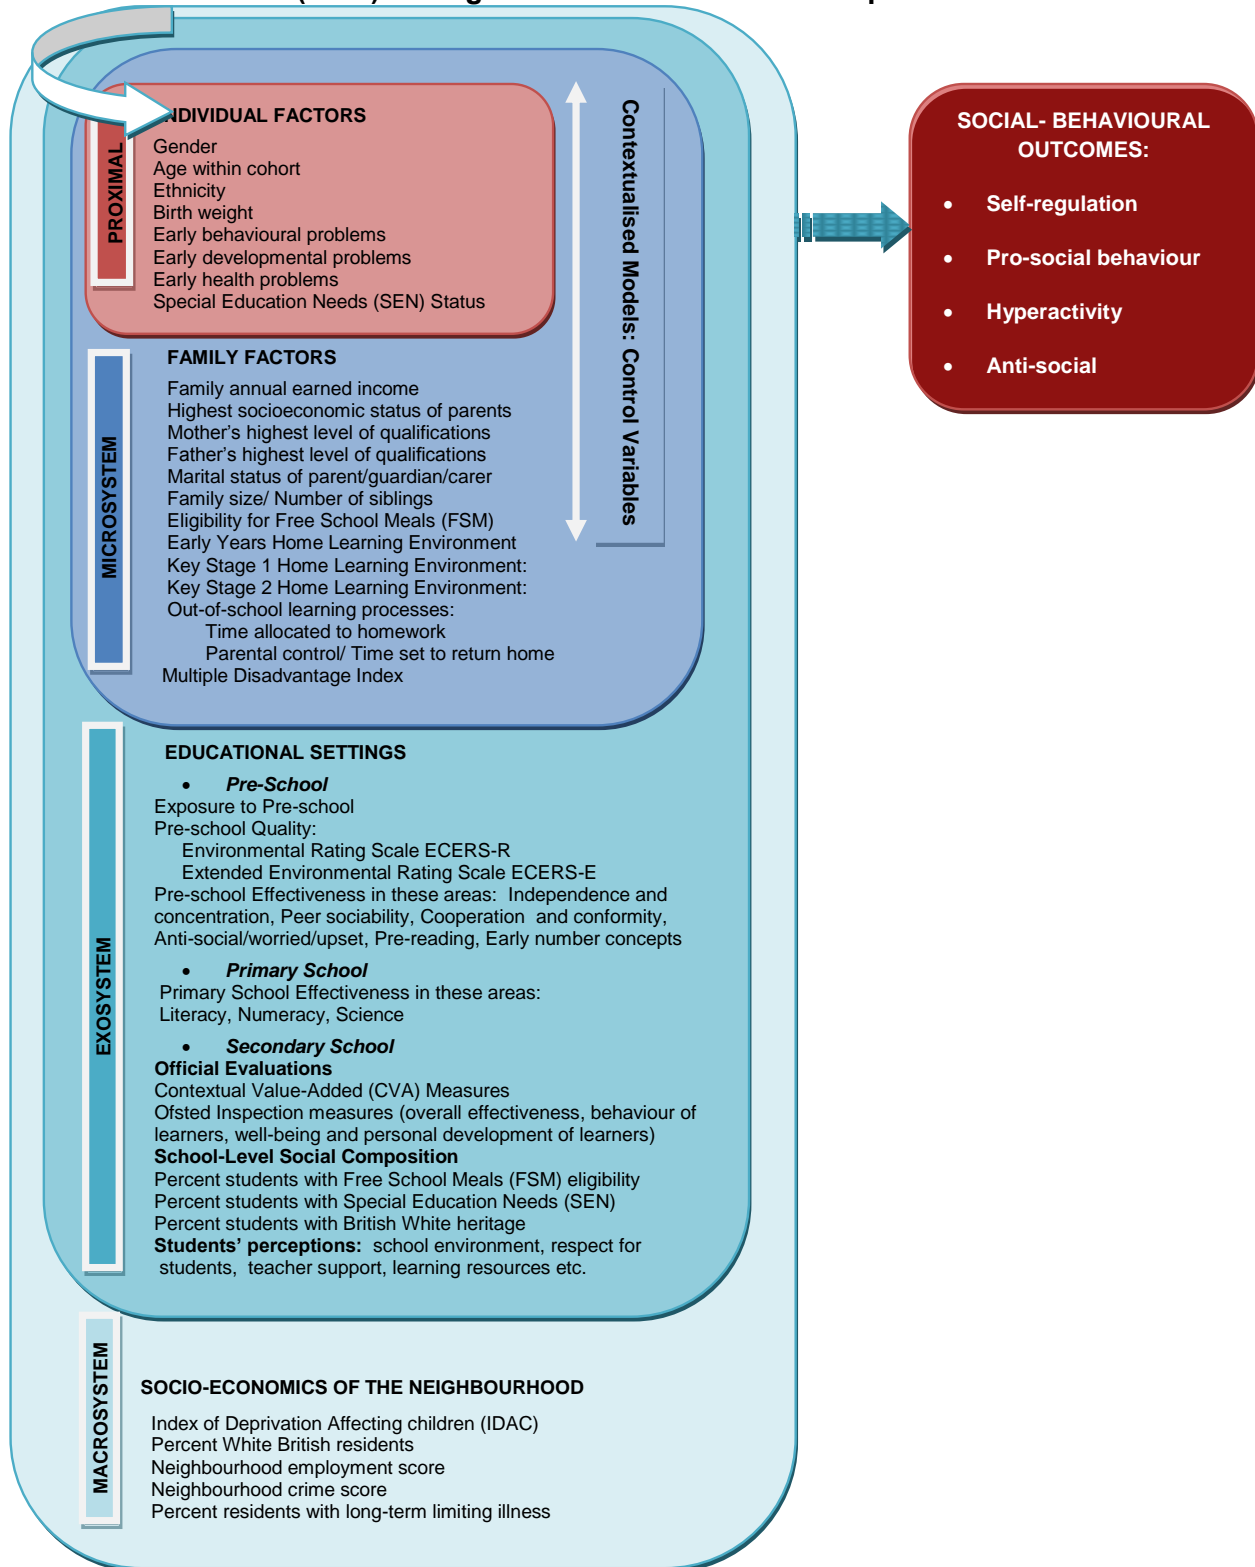 PROXIMAL
INDIVIDUAL FACTORS
Gender
Age within cohort
Ethnicity
Birth weight
Early behavioural problems
Early developmental problems
Early health problems
Special Education Needs (SEN) Status
Contextualised Models: Control Variables
MICROSYSTEM
FAMILY FACTORS
Family annual earned income
Highest socioeconomic status of parents
Mother's highest level of qualifications
Father's highest level of qualifications
Marital status of parent/guardian/carer
Family size/ Number of siblings
Eligibility for Free School Meals (FSM)
Early Years Home Learning Environment
Key Stage 1 Home Learning Environment:
Key Stage 2 Home Learning Environment:
Out-of-school learning processes:
Time allocated to homework
Parental control/ Time set to return home
Multiple Disadvantage Index
EXOSYSTEM
EDUCATIONAL SETTINGS
• Pre-School
Exposure to Pre-school
Pre-school Quality:
Environmental Rating Scale ECERS-R
Extended Environmental Rating Scale ECERS-E
Pre-school Effectiveness in these areas: Independence and
concentration, Peer sociability, Cooperation and conformity,
Anti-social/worried/upset, Pre-reading, Early number concepts
• Primary School
Primary School Effectiveness in these areas:
Literacy, Numeracy, Science
• Secondary School
Official Evaluations
Contextual Value-Added (CVA) Measures
Ofsted Inspection measures (overall effectiveness, behaviour of
learners, well-being and personal development of learners)
School-Level Social Composition
Percent students with Free School Meals (FSM) eligibility
Percent students with Special Education Needs (SEN)
Percent students with British White heritage
Students' perceptions: school environment, respect for
students, teacher support, learning resources etc.
MACROSYSTEM
SOCIO-ECONOMICS OF THE NEIGHBOURHOOD
Index of Deprivation Affecting children (IDAC)
Percent White British residents
Neighbourhood employment score
Neighbourhood crime score
Percent residents with long-term limiting illness
SOCIAL- BEHAVIOURAL
OUTCOMES:
• Self-regulation
• Pro-social behaviour
• Hyperactivity
• Anti-social